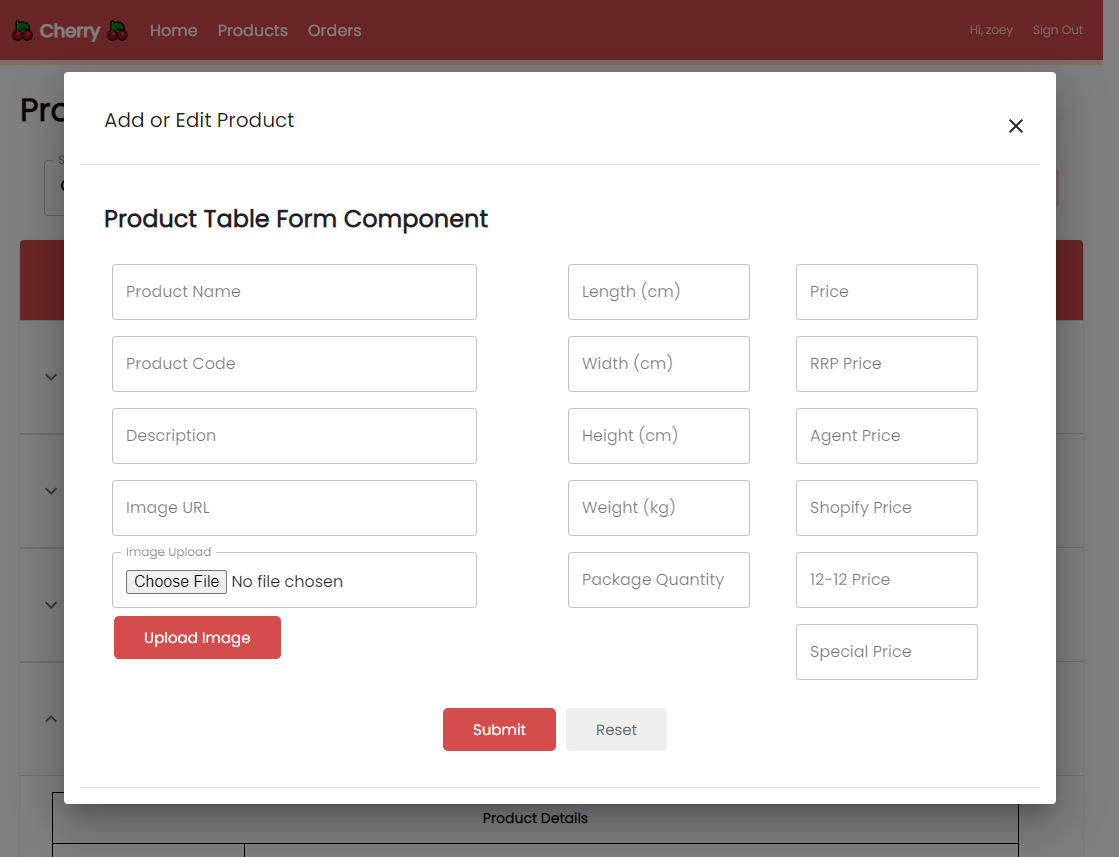 Cherry
Home Products Orders
Hi, zoey Sign Out
Pro
Add or Edit Product
Product Table Form Component
Product Name
Length (cm)
Price
Product Code
Width (cm)
RRP Price
Description
Height (cm)
Agent Price
Image URL
Weight (kg)
Shopify Price
Image Upload
Choose File No file chosen
Package Quantity
12-12 Price
Upload Image
Special Price
Submit
Reset
Product Details